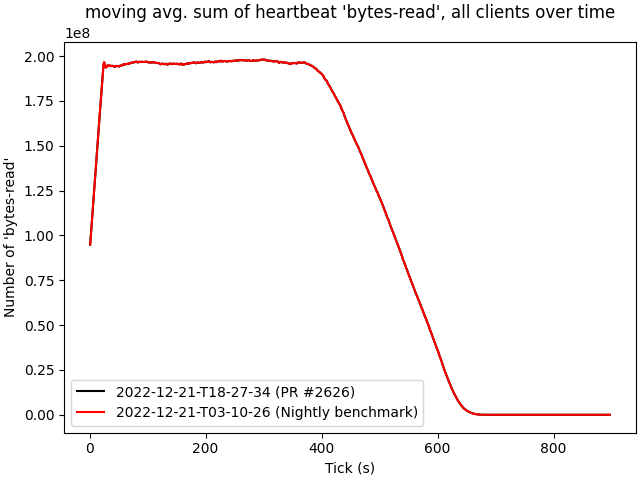 moving avg. sum of heartbeat 'bytes-read', all clients over time
1e8
2.00
1.75
1.50
1.25
1.00
0.75
0.50
0.25
0.00
Number of 'bytes-read'
2022-12-21-T18-27-34 (PR #2626)
2022-12-21-T03-10-26 (Nightly benchmark)
0 200 400 600 800
Tick (s)